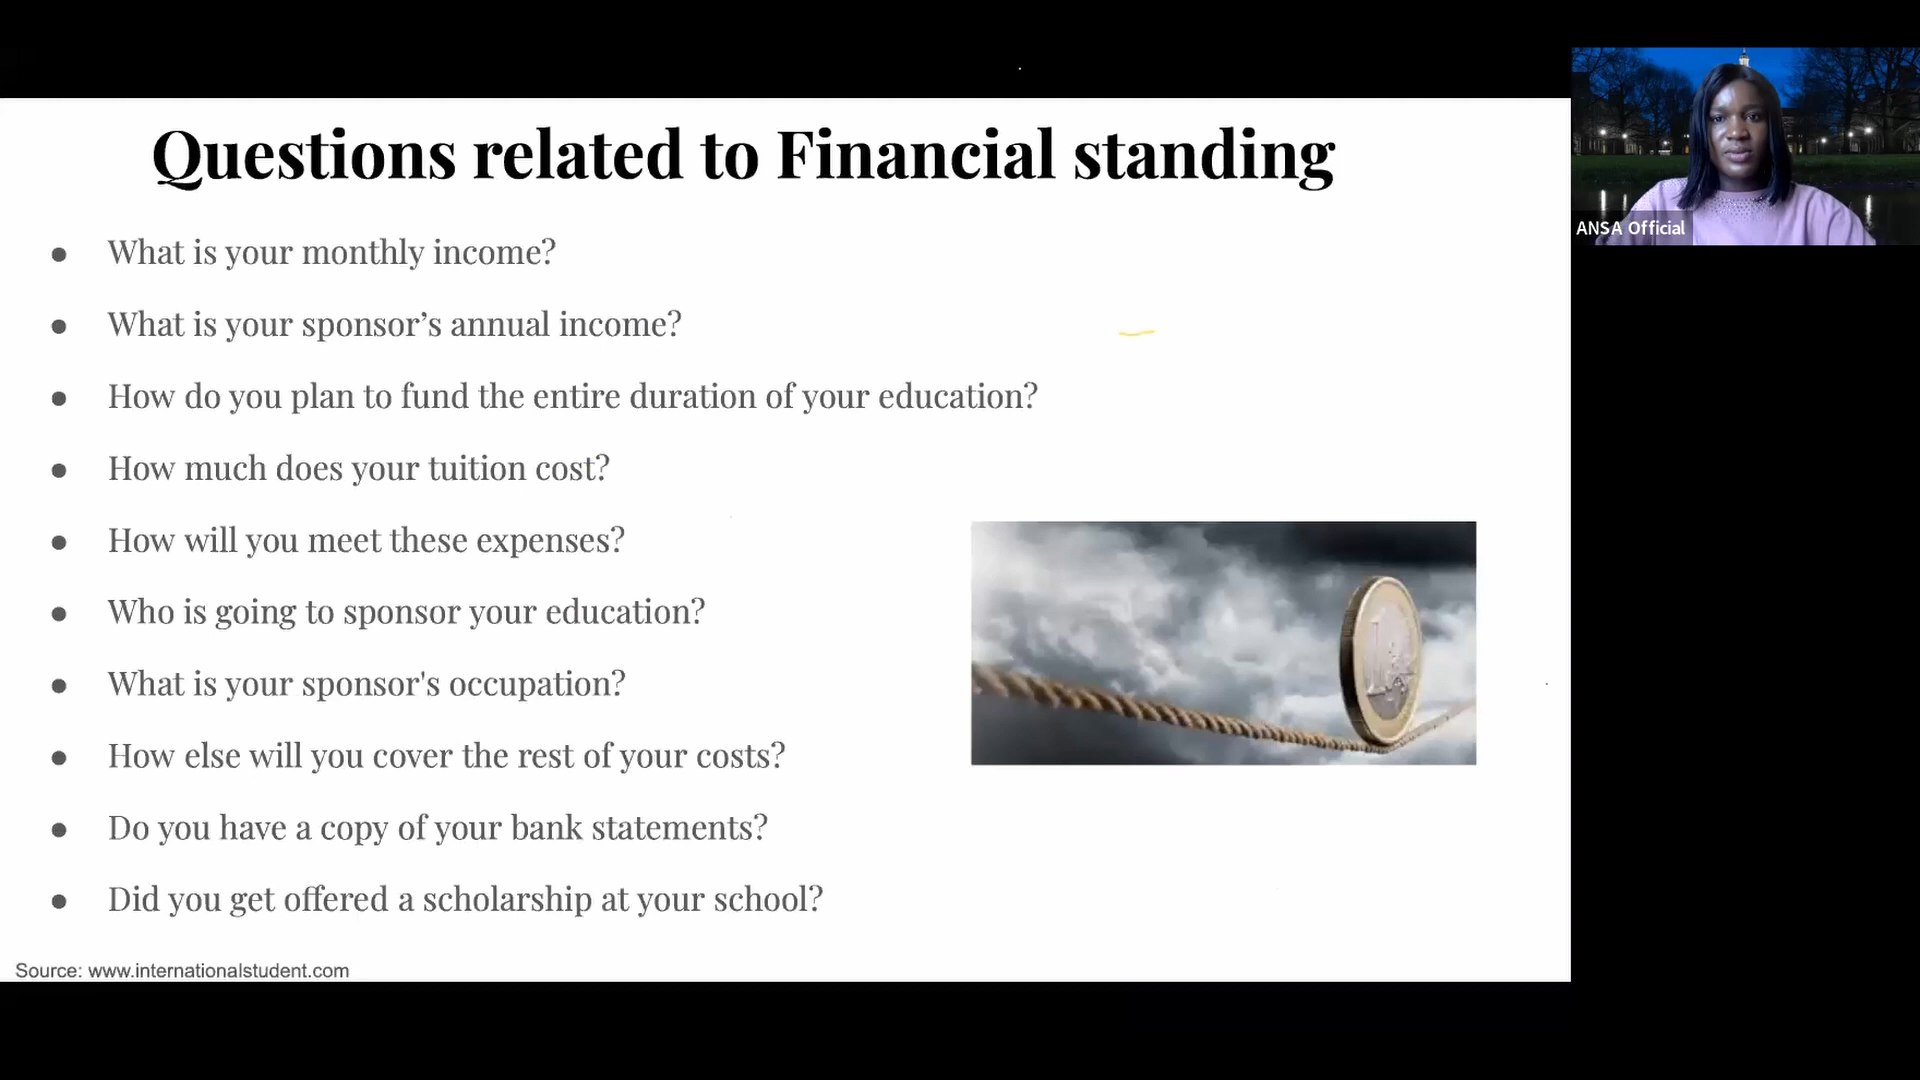 Questions related to Financial standing
● What is your monthly income?
● What is your sponsor’s annual income?
● How do you plan to fund the entire duration of your education?
● How much does your tuition cost?
● How will you meet these expenses?
● Who is going to sponsor your education?
● What is your sponsor's occupation?
● How else will you cover the rest of your costs?
● Do you have a copy of your bank statements?
● Did you get offered a scholarship at your school?
Source: www.internationalstudent.com
ANSA Official
1